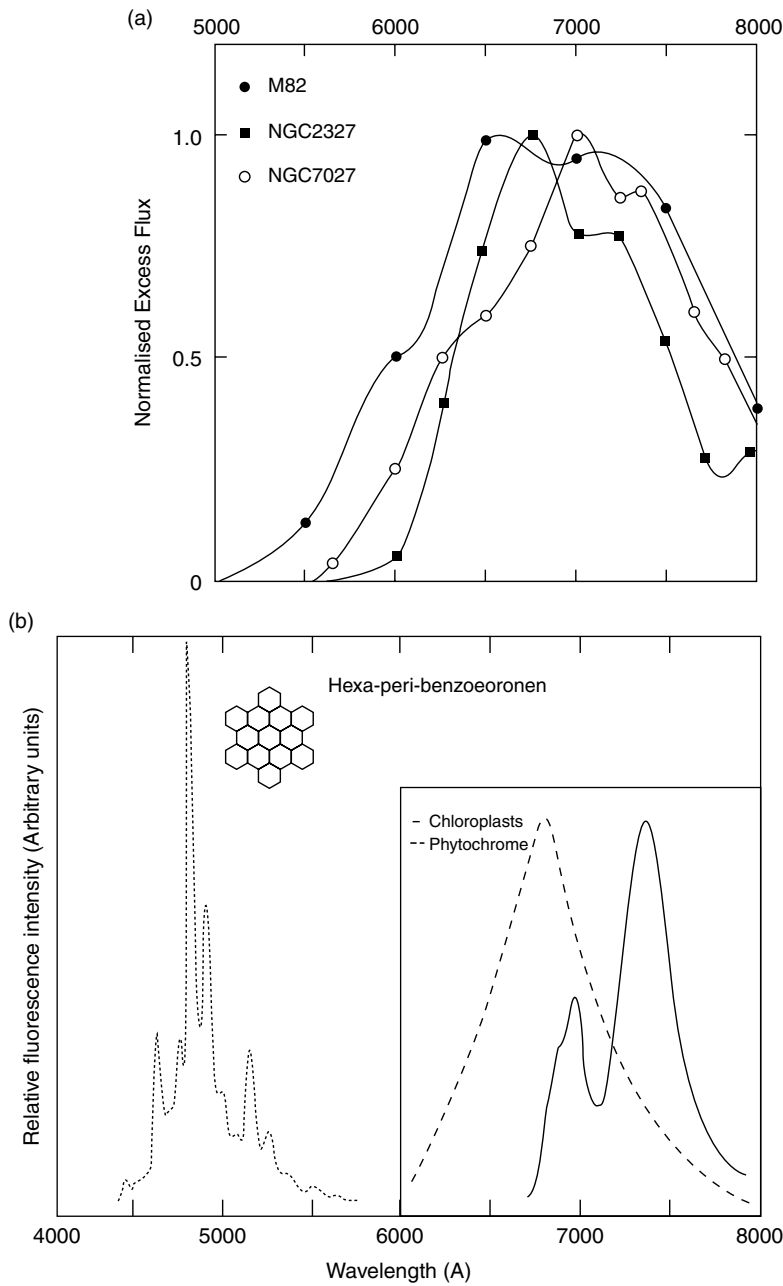 (a)
5000 6000 7000 8000
M82
NGC2327
NGC7027
1.0
0.5
0
Normalised Excess Flux
(b)
Hexa-peri-benzoeoronen
Chloroplasts
Phytochrome
Relative fluorescence intensity (Arbitrary units)
4000 5000 6000 7000 8000
Wavelength (A)